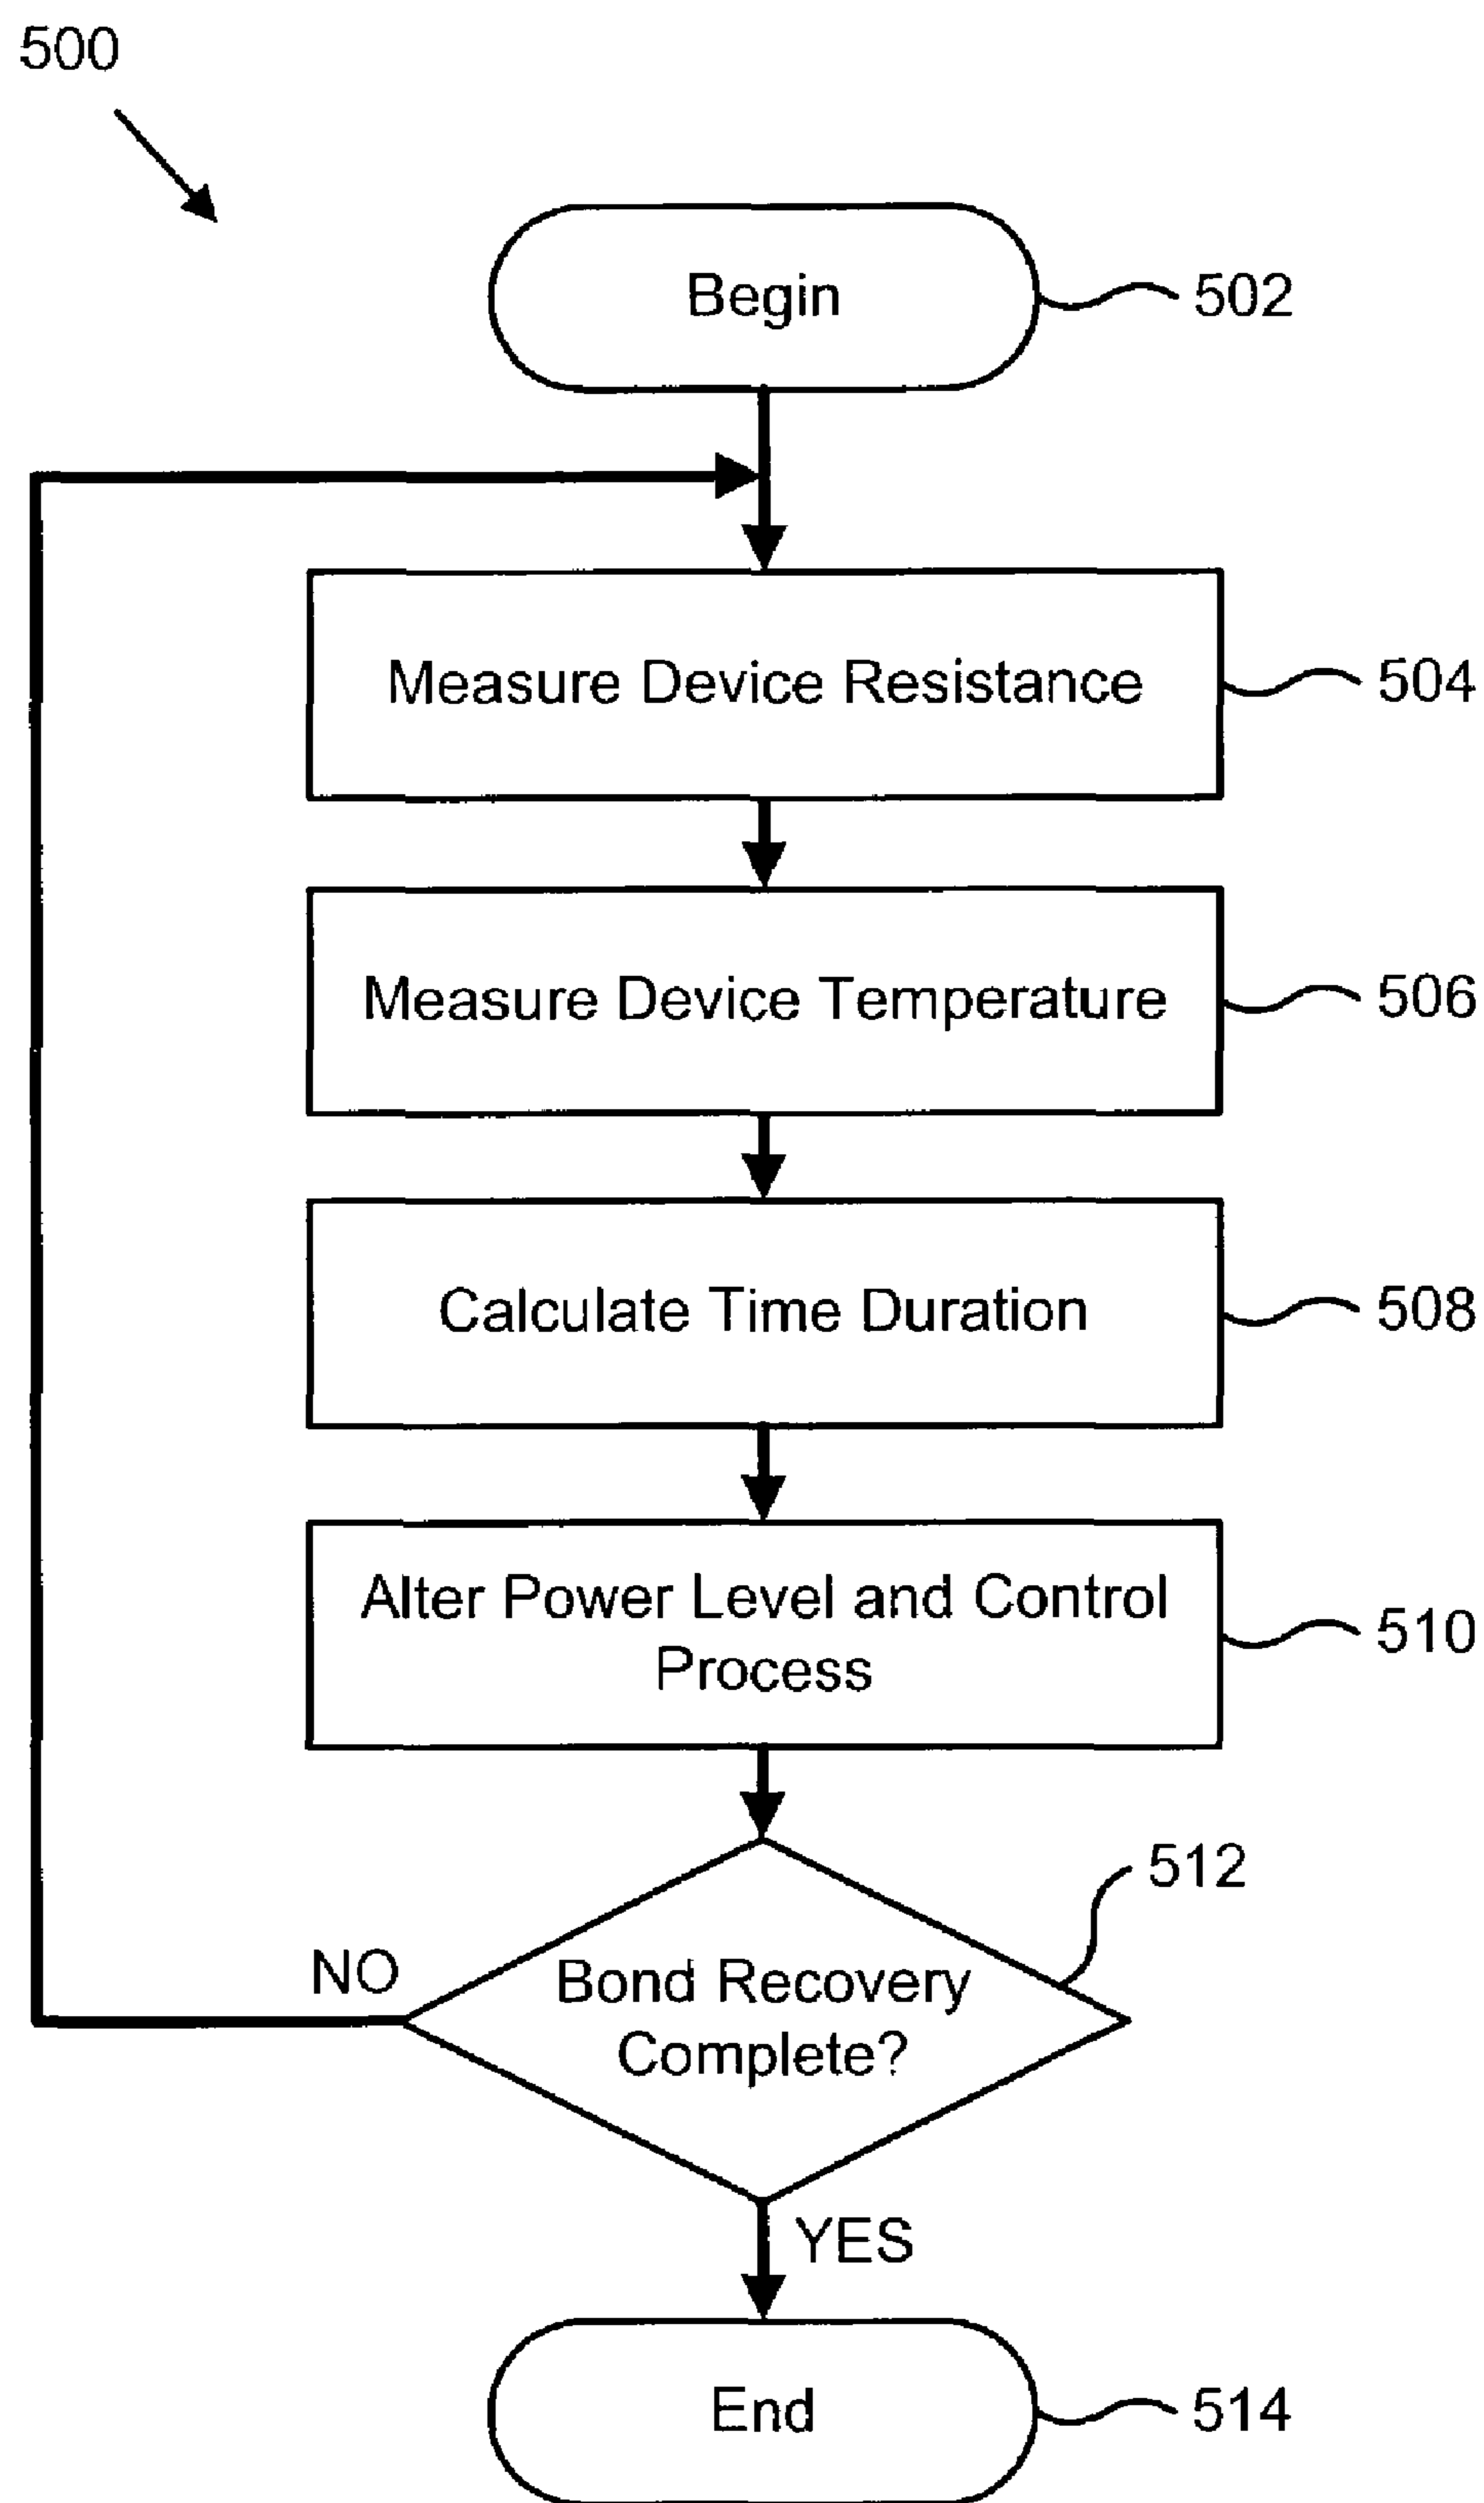 500
Begin
502
Measure Device Resistance
504
Measure Device Temperature
506
Calculate Time Duration
508
Alter Power Level and Control
Process
510
512
NO
Bond Recovery
Complete?
YES
End
514